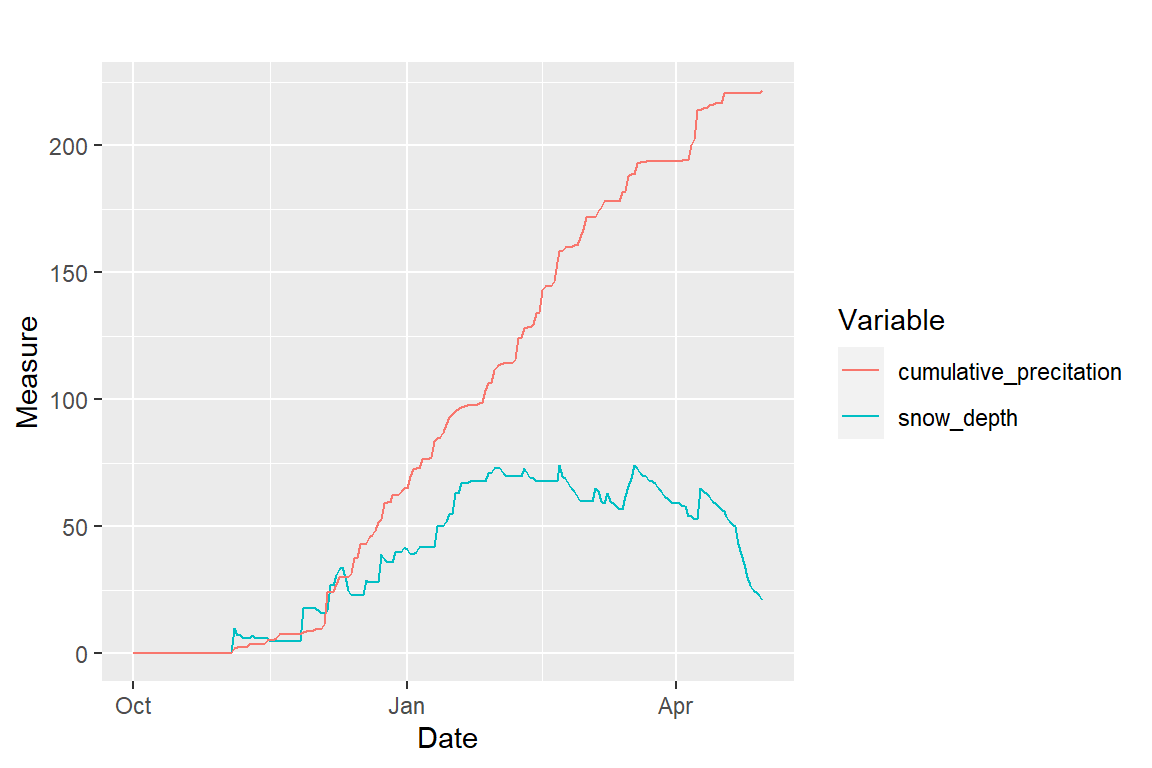 200
150
100
50
0
Measure
Oct
Jan
Apr
Date
Variable
cumulative_precitation
snow_depth